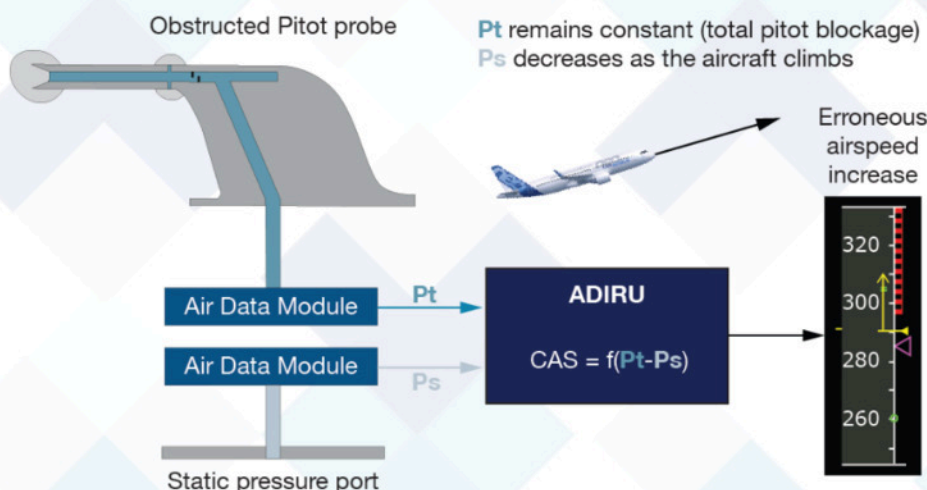 Obstructed Pitot probe
Pt remains constant (total pitot blockage)
Ps decreases as the aircraft climbs
Erroneous
airspeed
increase
Air Data Module
Pt
Air Data Module
Ps
ADIRU
CAS = f(Pt-Ps)
320
300
280
260
Static pressure port